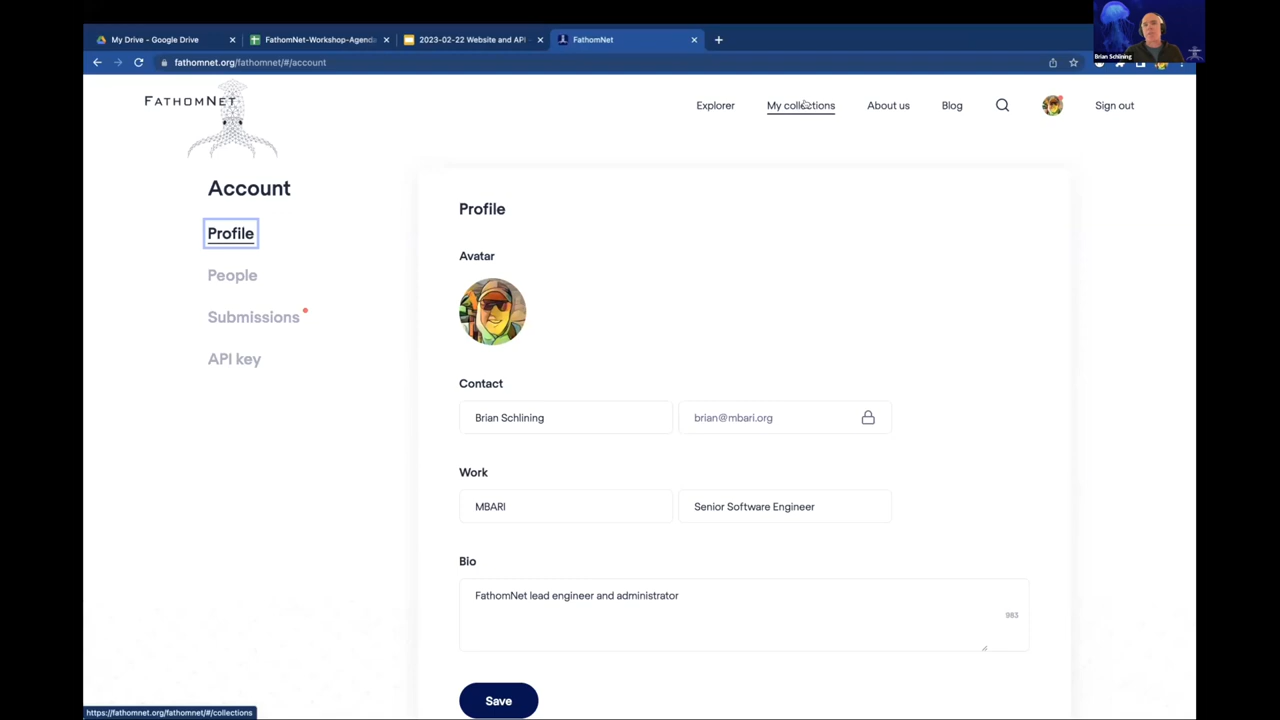 My Drive - Google Drive
FathomNet-Workshop-Agenda
2023-02-22 Website and API
FathomNet
fathomnet.org/fathomnet/#/account
Brian Schlining
FATHOMNET
Explorer
My collections
About us
Blog
Sign out
Account
Profile
People
Submissions
API key
Profile
Avatar
Contact
Brian Schlining
brian@mbari.org
Work
MBARI
Senior Software Engineer
Bio
FathomNet lead engineer and administrator
983
Save
https://fathomnet.org/fathomnet/#/collections